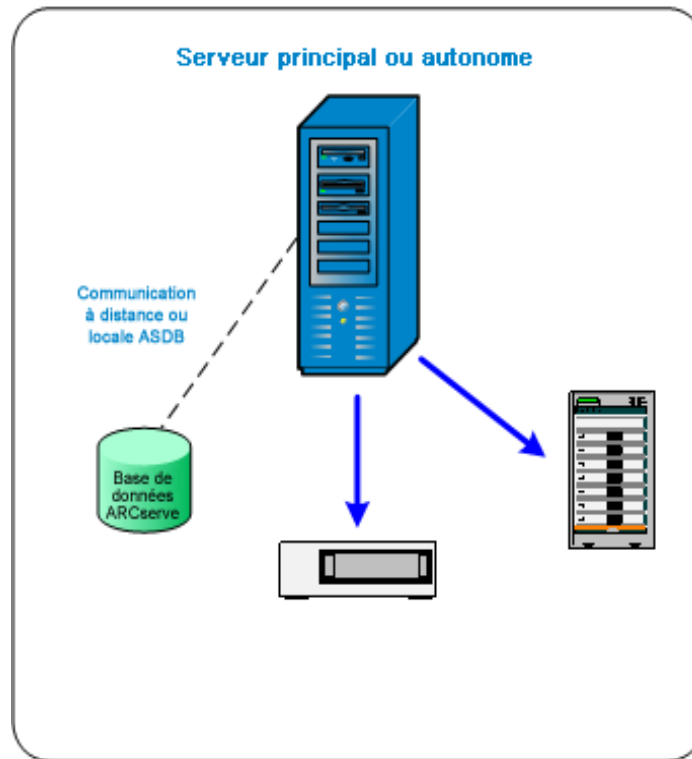 Serveur principal ou autonome
Communication
à distance ou
locale ASDB
Base de
données
ARCserve